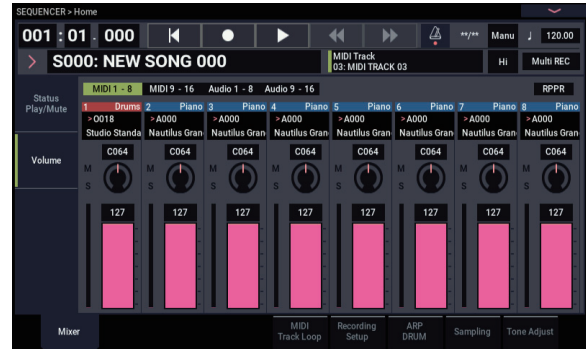 SEQUENCER > Home
001 : 01 . 000 **/** Manu ♩ 120.00
> S000: NEW SONG 000 MIDI Track Hi Multi REC
03: MIDI TRACK 03
Status MIDI 1 - 8 MIDI 9 - 16 Audio 1 - 8 Audio 9 - 16 RPPR
Play/Mute
1 Drums 2 Piano 3 Piano 4 Piano 5 Piano 6 Piano 7 Piano 8 Piano
>O018 >A000 >A000 >A000 >A000 >A000 >A000 >A000
Studio Standa Nautilus Gran Nautilus Gran Nautilus Gran Nautilus Gran Nautilus Gran Nautilus Gran Nautilus Gran
Volume
C064 C064 C064 C064 C064 C064 C064 C064
M M M M M M M M
S S S S S S S S
127 127 127 127 127 127 127 127
Mixer
MIDI Track Loop
Recording Setup
ARP DRUM
Sampling
Tone Adjust